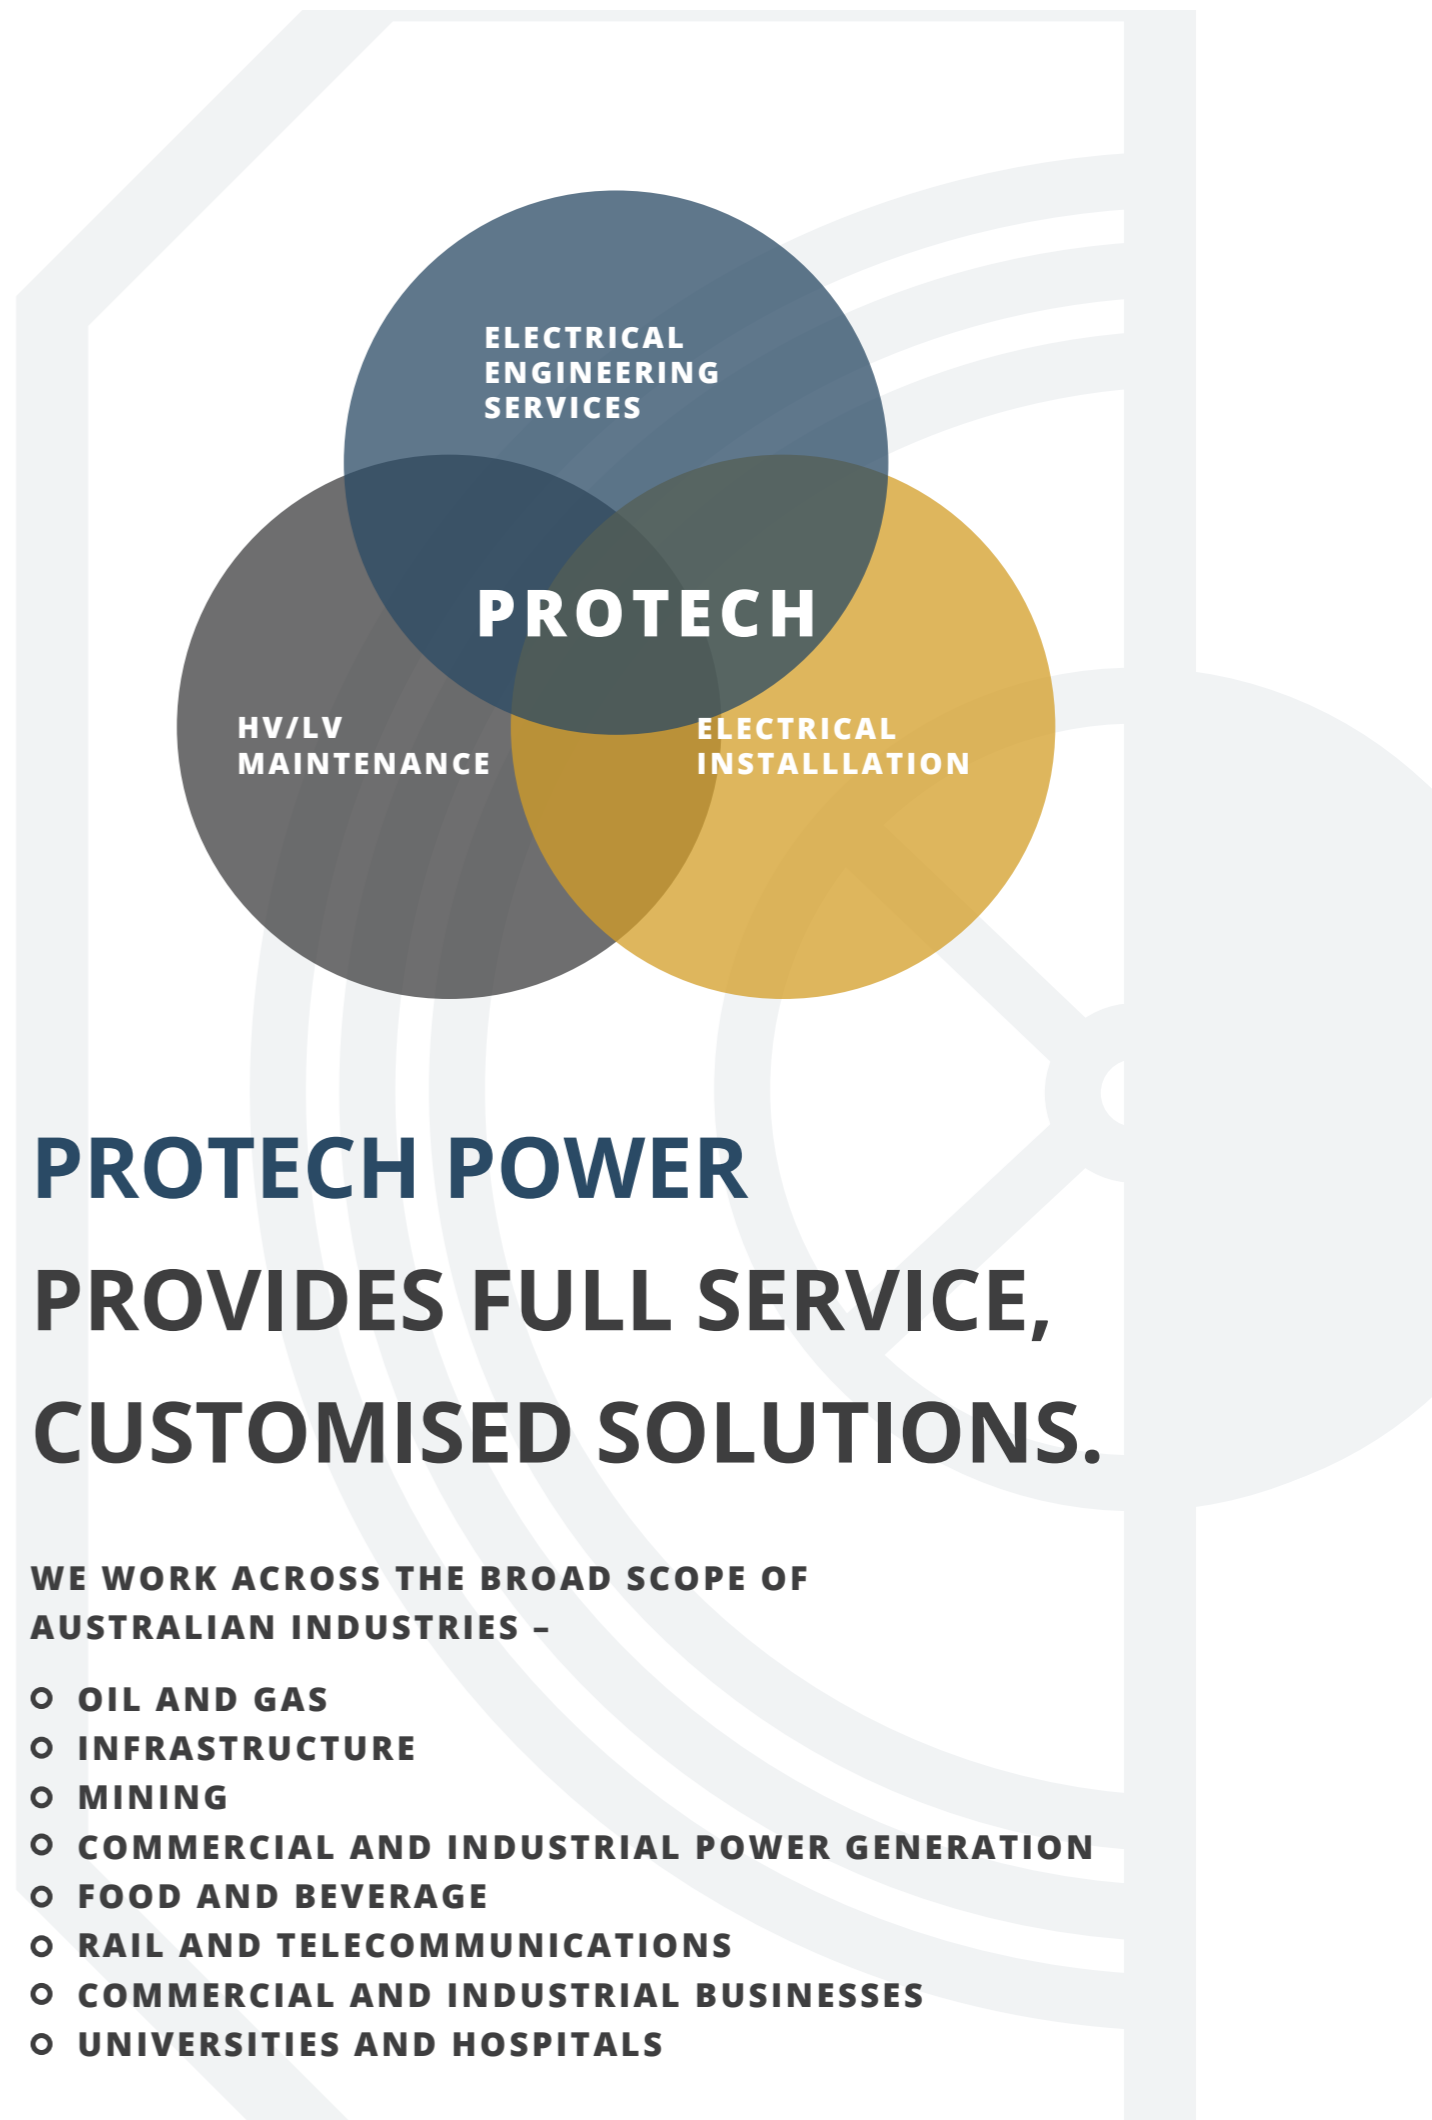 ELECTRICAL
ENGINEERING
SERVICES
PROTECH
HV/LV
MAINTENANCE
ELECTRICAL
INSTALLLATION
PROTECH POWER
PROVIDES FULL SERVICE,
CUSTOMISED SOLUTIONS.
WE WORK ACROSS THE BROAD SCOPE OF
AUSTRALIAN INDUSTRIES –
OIL AND GAS
INFRASTRUCTURE
MINING
COMMERCIAL AND INDUSTRIAL POWER GENERATION
FOOD AND BEVERAGE
RAIL AND TELECOMMUNICATIONS
COMMERCIAL AND INDUSTRIAL BUSINESSES
UNIVERSITIES AND HOSPITALS